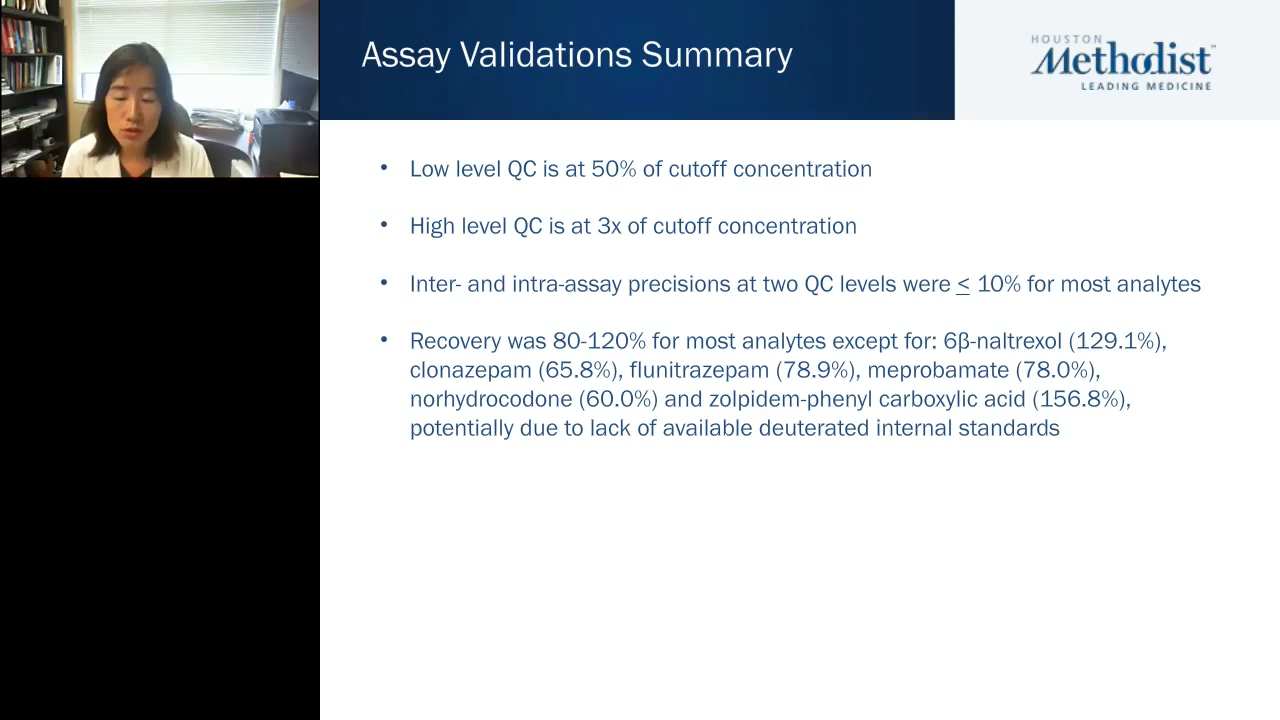 Assay Validations Summary
HOUSTON
Methodist
LEADING MEDICINE
• Low level QC is at 50% of cutoff concentration
• High level QC is at 3x of cutoff concentration
• Inter- and intra-assay precisions at two QC levels were < 10% for most analytes
• Recovery was 80-120% for most analytes except for: 6β-naltrexol (129.1%),
clonazepam (65.8%), flunitrazepam (78.9%), meprobamate (78.0%),
norhydrocodone (60.0%) and zolpidem-phenyl carboxylic acid (156.8%),
potentially due to lack of available deuterated internal standards